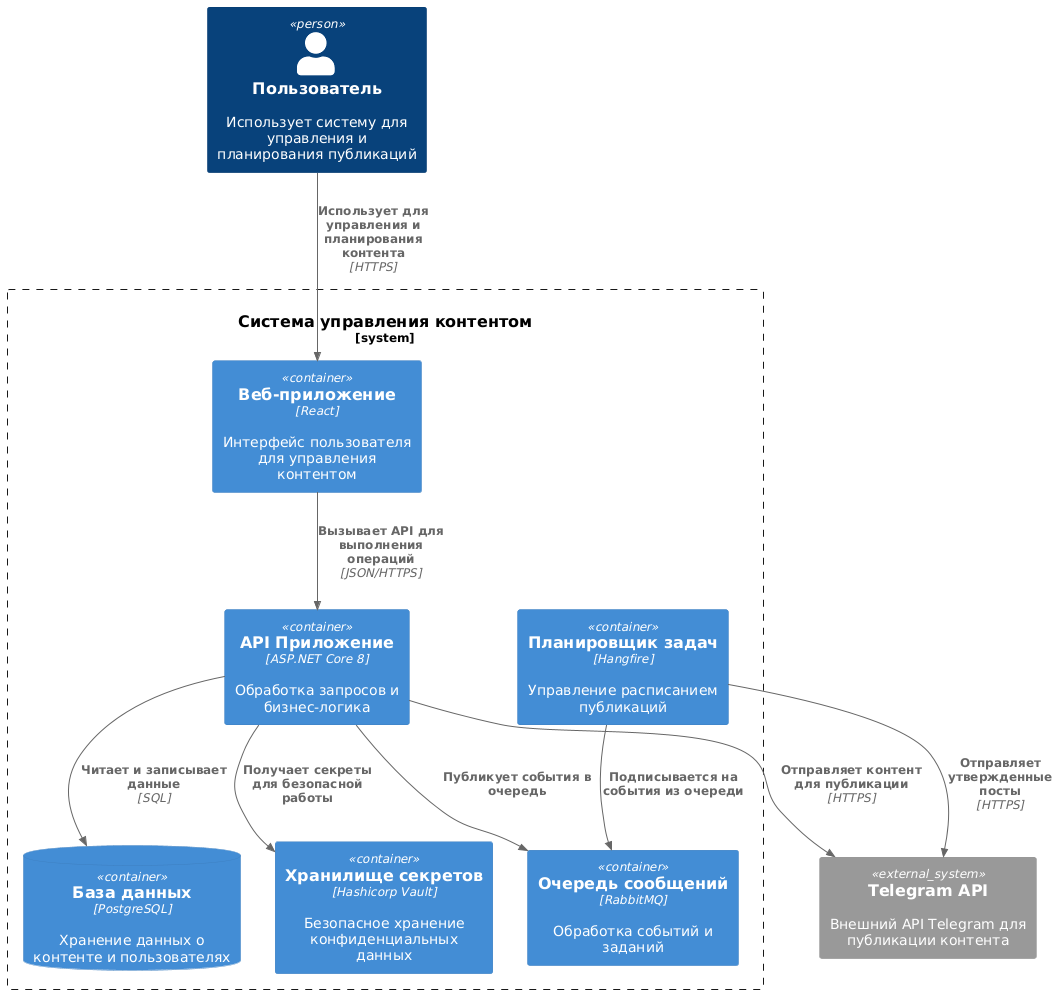 «person»
Пользователь
Использует систему для
управления и
планирования публикаций
Использует для
управления и
планирования
контента
[HTTPS]
Система управления контентом
[system]
«container»
Веб-приложение
[React]
Интерфейс пользователя
для управления
контентом
Вызывает API для
выполнения
операций
[JSON/HTTPS]
«container»
API Приложение
[ASP.NET Core 8]
Обработка запросов и
бизнес-логика
«container»
Планировщик задач
[Hangfire]
Управление расписанием
публикаций
Читает и записывает
данные
[SQL]
Получает секреты
для безопасной
работы
Публикует события в
очередь
Подписывается на
события из очереди
Отправляет контент
для публикации
[HTTPS]
Отправляет
утвержденные
посты
[HTTPS]
«container»
База данных
[PostgreSQL]
Хранение данных о
контенте и пользователях
«container»
Хранилище секретов
[Hashicorp Vault]
Безопасное хранение
конфиденциальных
данных
«container»
Очередь сообщений
[RabbitMQ]
Обработка событий и
заданий
«external_system»
Telegram API
Внешний API Telegram для
публикации контента